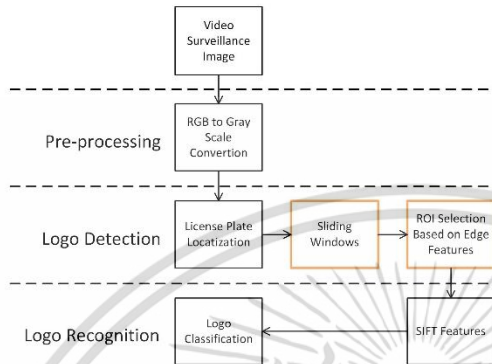 Video
Surveillance
Image
Pre-processing
RGB to Gray
Scale
Convertion
Logo Detection
License Plate
Locatization
Sliding
Windows
ROI Selection
Based on Edge
Features
Logo Recognition
Logo
Classification
SIFT Features